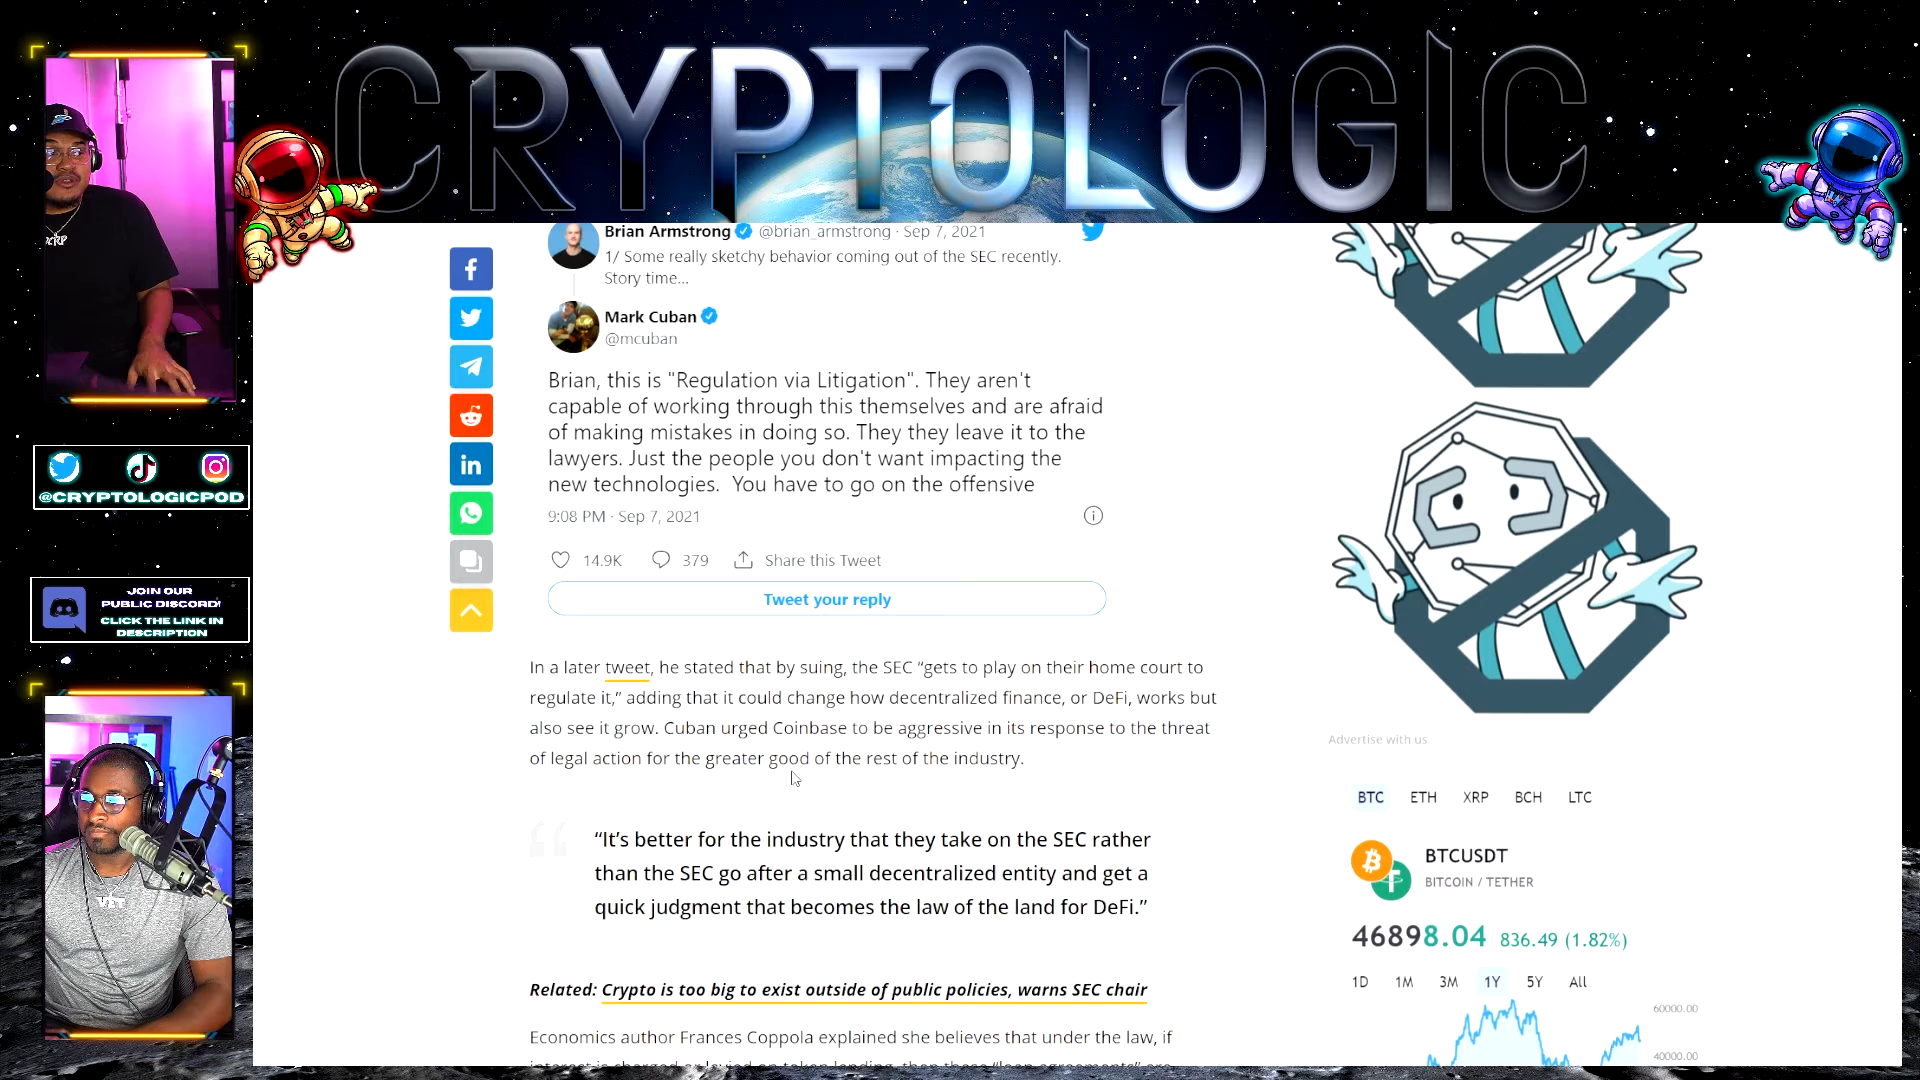 CRYPTOLOGIC
Brian Armstrong @brian_armstrong · Sep 7, 2021
1/ Some really sketchy behavior coming out of the SEC recently.
Story time...
Mark Cuban
@mcuban
Brian, this is "Regulation via Litigation". They aren't
capable of working through this themselves and are afraid
of making mistakes in doing so. They they leave it to the
lawyers. Just the people you don't want impacting the
new technologies.  You have to go on the offensive
9:08 PM · Sep 7, 2021
14.9K 379 Share this Tweet
Tweet your reply
In a later tweet, he stated that by suing, the SEC “gets to play on their home court to
regulate it,” adding that it could change how decentralized finance, or DeFi, works but
also see it grow. Cuban urged Coinbase to be aggressive in its response to the threat
of legal action for the greater good of the rest of the industry.
“It’s better for the industry that they take on the SEC rather
than the SEC go after a small decentralized entity and get a
quick judgment that becomes the law of the land for DeFi.”
Related: Crypto is too big to exist outside of public policies, warns SEC chair
Economics author Frances Coppola explained she believes that under the law, if
@CRYPTOLOGICPOD
JOIN OUR
PUBLIC DISCORD!
CLICK THE LINK IN
DESCRIPTION
VIT
Advertise with us
BTC ETH XRP BCH LTC
BTCUSDT
BITCOIN / TETHER
46898.04 836.49 (1.82%)
1D 1M 3M 1Y 5Y All
60000.00
40000.00